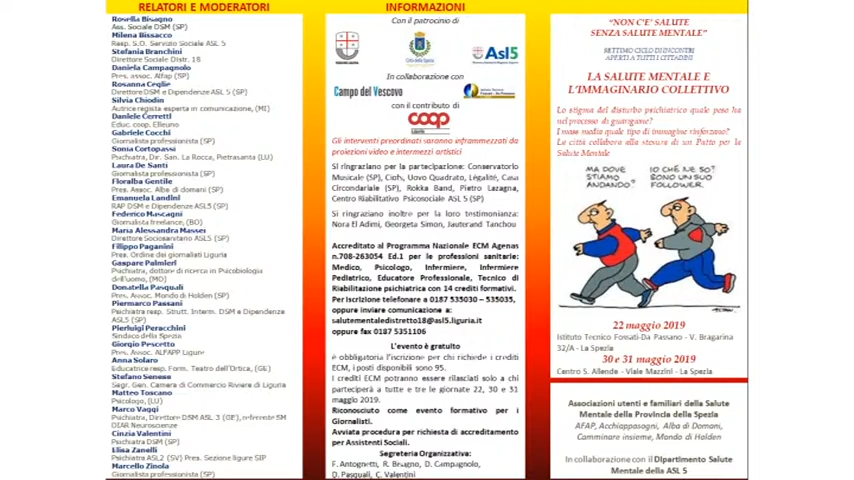 RELATORI E MODERATORI
Rosella Bisagno
Ass. Sociale DSM (SP)
Milena Bissacco
Resp. S.O. Servizio Sociale ASL 5
Stefania Branchini
Direttore Sociale Distr. 18
Daniela Campagnolo
Pres. assoc. Alfap (SP)
Rosanna Ceglie
Direttore DSM e Dipendenze ASL 5 (SP)
Silvia Chiodin
Autrice regista esperta in comunicazione, (MI)
Daniele Cerretti
Educ. coop. Elleuno
Gabriele Cocchi
Giornalista professionista (SP)
Sonia Cortopassi
Psichiatra, Dir. San. La Rocca, Pietrasanta (LU)
Laura De Santi
Giornalista professionista (SP)
Fioralba Gentile
Pres. Assoc. Alba di domani (SP)
Emanuela Landini
RAP DSM e Dipendenze ASL5 (SP)
Federico Mascagni
Giornalista freelance, (BO)
Maria Alessandra Massei
Direttore Sociosanitario ASL5 (SP)
Filippo Paganini
Pres. Ordine dei giornalisti Liguria
Gaspare Palmieri
Psichiatra, dottore di ricerca in Psicobiologia
dell'uomo, (MO)
Donatella Pasquali
Pres. Assoc. Mondo di Holden (SP)
Piermarco Passani
Psichiatra resp. Strutt. Interm. DSM e Dipendenze
ASL5 (SP)
Pierluigi Peracchini
Sindaco della Spezia
Giorgio Pescetto
Pres. Assoc. ALFAPP Liguria
Anna Solaro
Educatrice resp. Form. Teatro dell'Ortica, (GE)
Stefano Senese
Segr. Gen. Camera di Commercio Riviere di Liguria
Matteo Toscano
Psicologo, (LU)
Marco Vaggi
Psichiatra, Direttore DSM ASL 3 (GE), referente SM
DIAR Neuroscienze
Cinzia Valentini
Psichiatra DSM (SP)
Elisa Zanelli
Psichiatra ASL2 (SV) Pres. Sezione ligure SIP
Marcello Zinola
Giornalista professionista (SP)
INFORMAZIONI
Con il patrocinio di
REGIONE LIGURIA
Città della Spezia
Asl5
In collaborazione con
Campo del Vescovo
con il contributo di
coop
Liguria
Gli interventi preordinati saranno inframmezzati da
proiezioni video e intermezzi artistici
Si ringraziano per la partecipazione: Conservatorio
Musicale (SP), Ciofs, Uovo Quadrato, Légalité, Casa
Circondariale (SP), Rokka Band, Pietro Lazagna,
Centro Riabilitativo Psicosociale ASL 5 (SP)
Si ringraziano inoltre per la loro testimonianza:
Nora El Adimi, Georgeta Simon, Jauterand Tanchou
Accreditato al Programma Nazionale ECM Agenas
n.708-263054 Ed.1 per le professioni sanitarie:
Medico, Psicologo, Infermiere, Infermiere
Pediatrico, Educatore Professionale, Tecnico di
Riabilitazione psichiatrica con 14 crediti formativi.
Per iscrizione telefonare a 0187 535030 – 535035,
oppure inviare comunicazione a:
salutementaledistretto18@asl5.liguria.it
oppure fax 0187 5351106
L'evento è gratuito
è obbligatoria l'iscrizione per chi richiede i crediti
ECM, i posti disponibili sono 95.
I crediti ECM potranno essere rilasciati solo a chi
parteciperà a tutte e tre le giornate 22, 30 e 31
maggio 2019.
Riconosciuto come evento formativo per i
Giornalisti.
Avviata procedura per richiesta di accreditamento
per Assistenti Sociali.
Segreteria Organizzativa:
F. Antognetti, R. Bisagno, D. Campagnolo,
D. Pasquali, C. Valentini
"NON C'E' SALUTE
SENZA SALUTE MENTALE"
SETTIMO CICLO DI INCONTRI
APERTI A TUTTI I CITTADINI
LA SALUTE MENTALE E
L'IMMAGINARIO COLLETTIVO
Lo stigma del disturbo psichiatrico quale peso ha
nel processo di guarigione?
I mass media quale tipo di immagine rinforzano?
La città collabora alla stesura di un Patto per la
Salute Mentale
MA DOVE
STIAMO
ANDANDO?
IO CHE NE SO?
SONO UN SUO
FOLLOWER.
22 maggio 2019
Istituto Tecnico Fossati-Da Passano - V. Bragarina
32/A - La Spezia
30 e 31 maggio 2019
Centro S. Allende - Viale Mazzini - La Spezia
Associazioni utenti e familiari della Salute
Mentale della Provincia della Spezia
AFAP, Acchiappasogni, Alba di Domani,
Camminare insieme, Mondo di Holden
In collaborazione con il Dipartimento Salute
Mentale della ASL 5